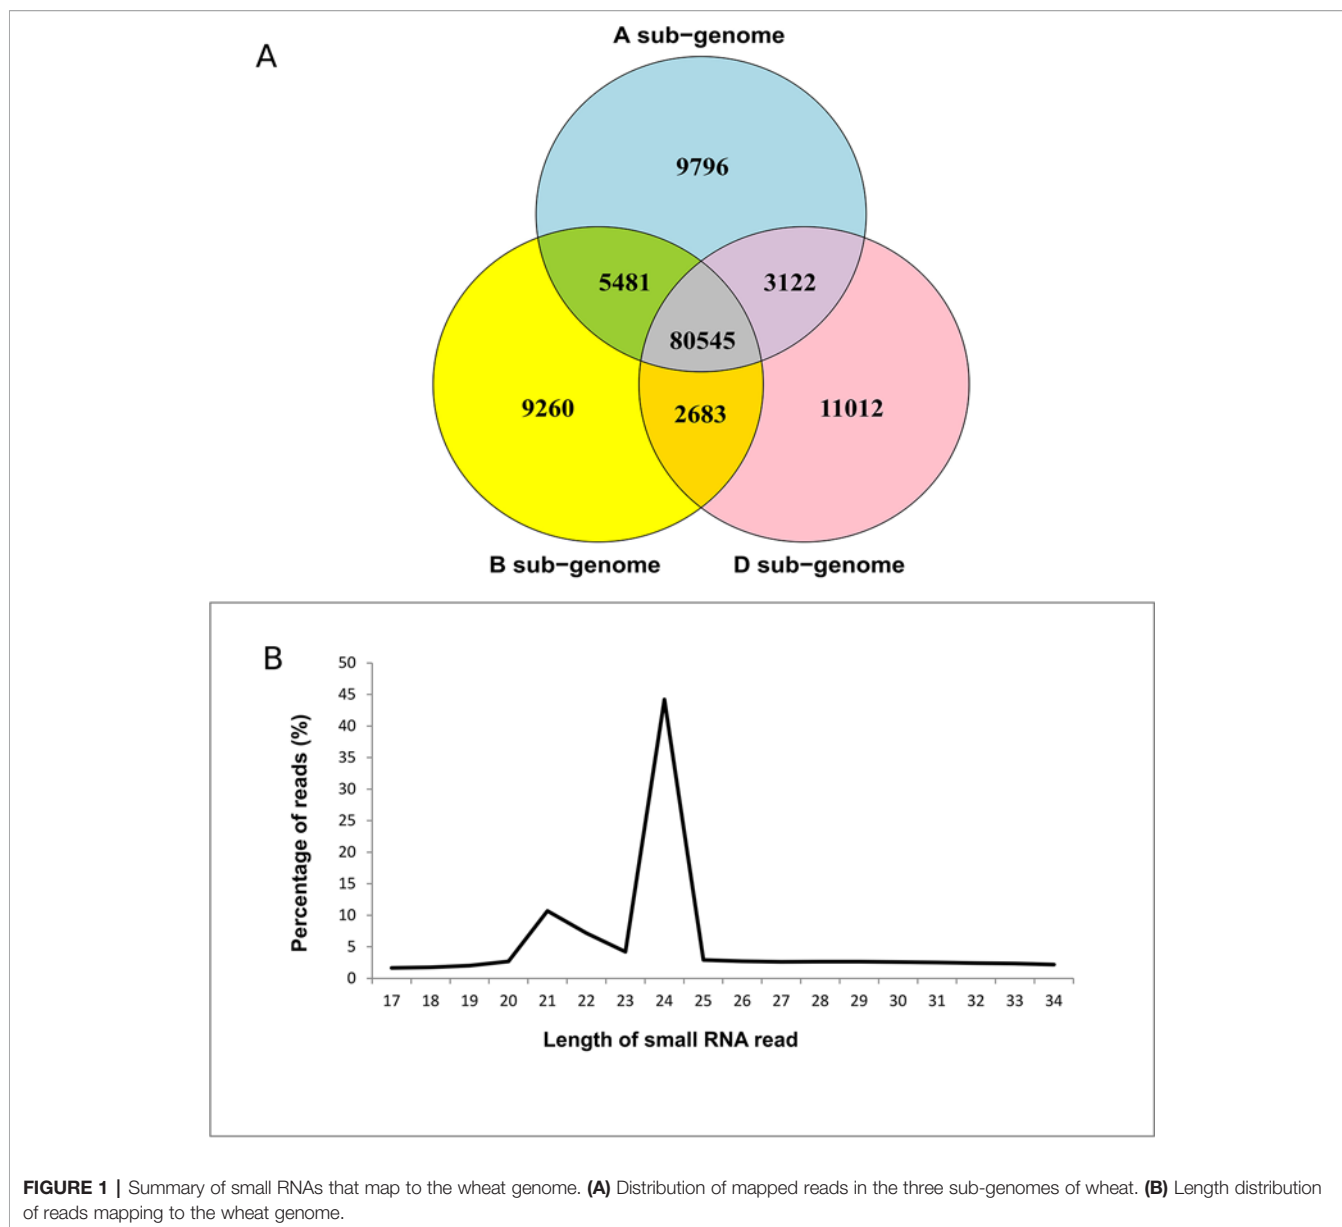 A
A sub−genome
9796
5481
3122
80545
9260
2683
11012
B sub−genome
D sub−genome
B
50
45
40
35
30
25
20
15
10
5
0
Percentage of reads (%)
17 18 19 20 21 22 23 24 25 26 27 28 29 30 31 32 33 34
Length of small RNA read
FIGURE 1 | Summary of small RNAs that map to the wheat genome. (A) Distribution of mapped reads in the three sub-genomes of wheat. (B) Length distribution
of reads mapping to the wheat genome.